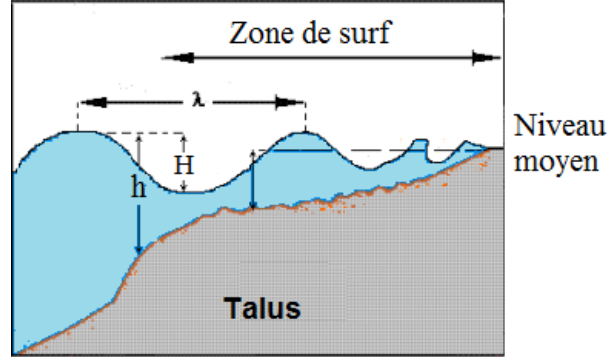 Zone de surf
λ
Niveau
moyen
H
h
Talus